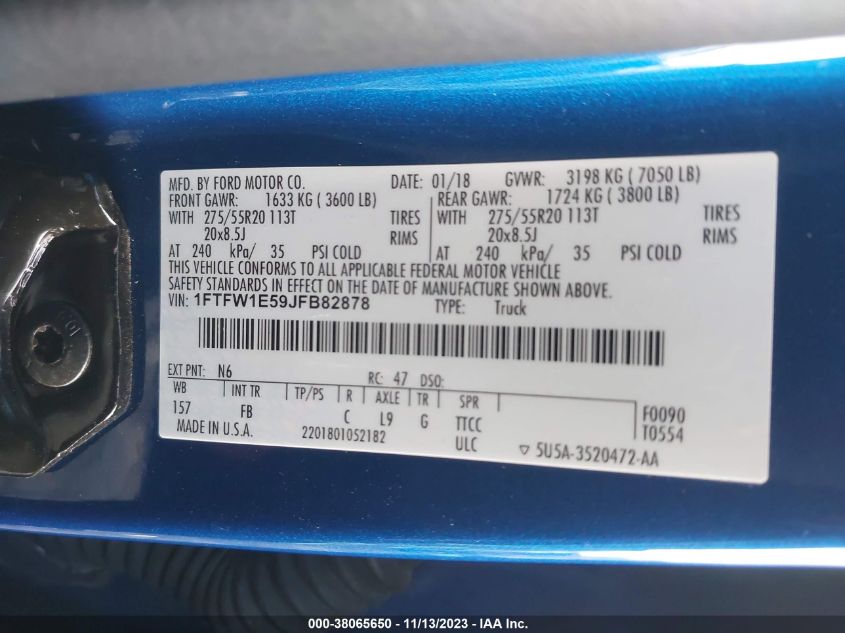 MFD. BY FORD MOTOR CO. DATE: 01/18 GVWR: 3198 KG ( 7050 LB)
FRONT GAWR: 1633 KG ( 3600 LB) REAR GAWR: 1724 KG ( 3800 LB)
WITH 275/55R20 113T TIRES WITH 275/55R20 113T TIRES
20x8.5J RIMS 20x8.5J RIMS
AT 240 kPa/ 35 PSI COLD AT 240 kPa/ 35 PSI COLD
THIS VEHICLE CONFORMS TO ALL APPLICABLE FEDERAL MOTOR VEHICLE
SAFETY STANDARDS IN EFFECT ON THE DATE OF MANUFACTURE SHOWN ABOVE.
VIN: 1FTFW1E59JFB82878 TYPE: Truck
EXT PNT: N6 RC: 47 DSO:
WB INT TR TP/PS R AXLE TR SPR
157 FB C L9 G TTCC F0090
MADE IN U.S.A. 2201801052182 ULC T0554
▽ 5U5A-3520472-AA
000-38065650 - 11/13/2023 - IAA Inc.